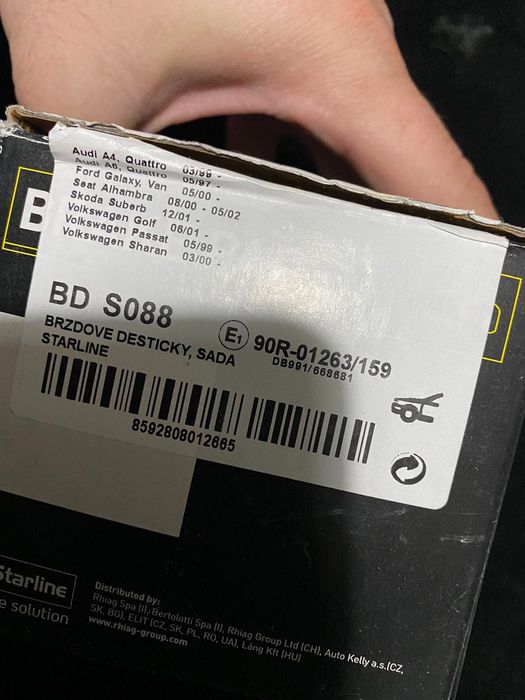 Audi A4, Quattro 03/99 -
Audi A6, Quattro 05/97 -
Ford Galaxy, Van 05/00 -
Seat Alhambra 08/00 - 05/02
Skoda Suberb 12/01 -
Volkswagen Golf 06/01 -
Volkswagen Passat 05/99 -
Volkswagen Sharan 03/00 -
BD S088
E1 90R-01263/159
BRZDOVE DESTICKY, SADA
DB991/668681
STARLINE
8592808012665
Starline
solution
Distributed by:
Rhiag Spa (I), Bertolotti Spa (I), Rhiag Group Ltd (CH), Auto Kelly a.s.(CZ,
SK, BG), ELIT (CZ, SK, PL, RO, UA), Láng Kft (HU)
www.rhiag-group.com